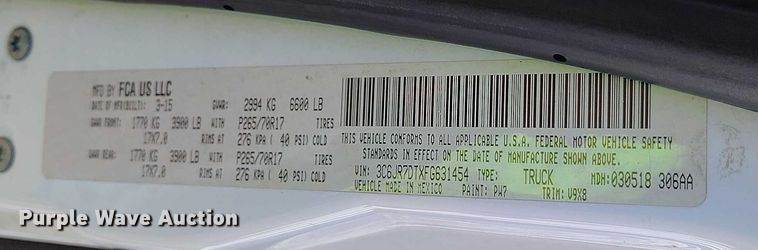 MFD BY FCA US LLC
DATE OF MFR(BUILT): 3-15 GVWR: 2994 KG 6600 LB
GWAR FRONT: 1770 KG 3900 LB WITH P265/70R17 TIRES
17X7.0 RIMS AT 276 KPA ( 40 PSI) COLD
GWAR REAR: 1770 KG 3900 LB WITH P265/70R17 TIRES
17X7.0 RIMS AT 276 KPA ( 40 PSI) COLD
THIS VEHICLE CONFORMS TO ALL APPLICABLE U.S.A. FEDERAL MOTOR VEHICLE SAFETY
STANDARDS IN EFFECT ON THE DATE OF MANUFACTURE SHOWN ABOVE.
VIN: 3C6JR7DTXFG631454 TYPE: TRUCK MDH: 030518 306AA
VEHICLE MADE IN MEXICO PAINT: PW7 TRIM: V9X8
Purple Wave Auction